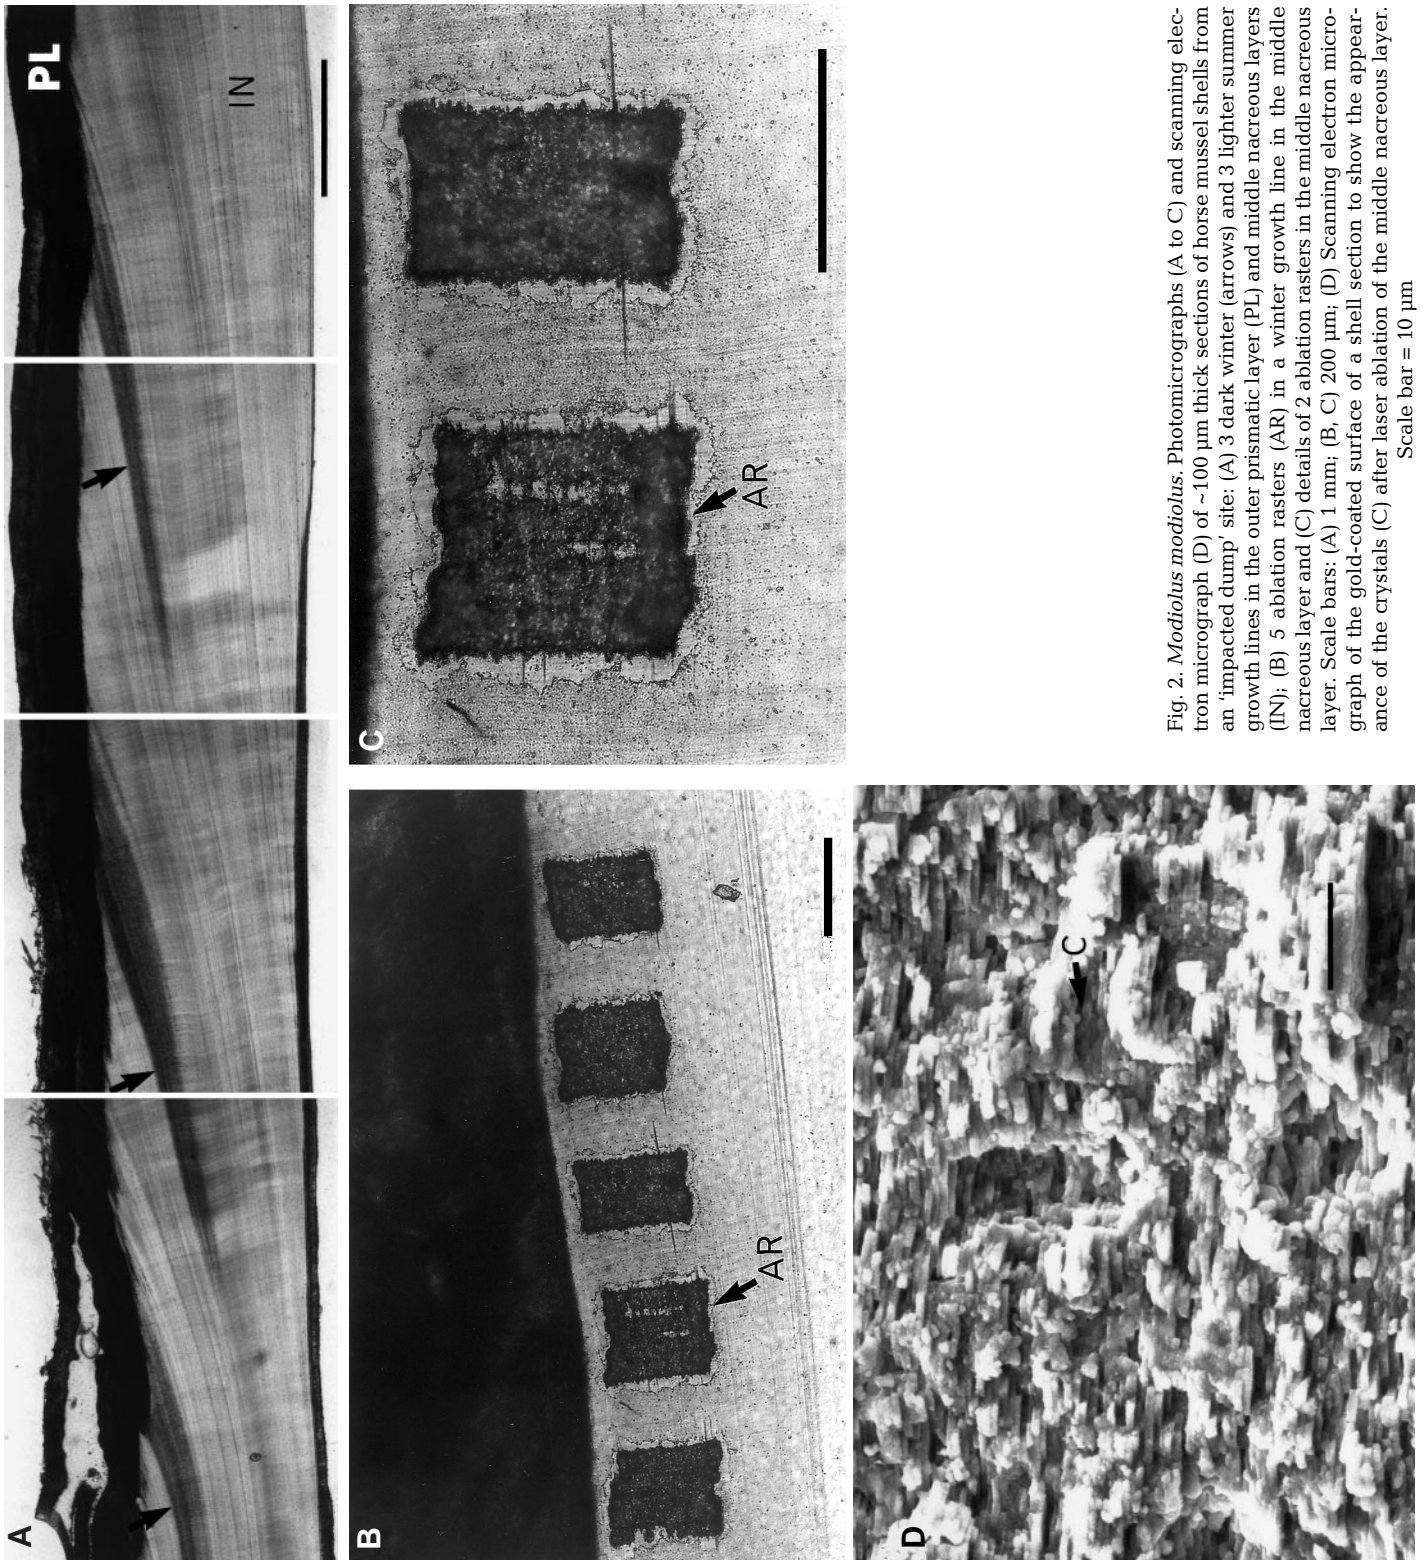 A
PL
IN
B
AR
C
AR
D
C
Fig. 2. Modiolus modiolus. Photomicrographs (A to C) and scanning elec-
tron micrograph (D) of ~100 µm thick sections of horse mussel shells from
an ‘impacted dump’ site: (A) 3 dark winter (arrows) and 3 lighter summer
growth lines in the outer prismatic layer (PL) and middle nacreous layers
(IN); (B) 5 ablation rasters (AR) in a winter growth line in the middle
nacreous layer and (C) details of 2 ablation rasters in the middle nacreous
layer. Scale bars: (A) 1 mm; (B, C) 200 µm; (D) Scanning electron micro-
graph of the gold-coated surface of a shell section to show the appear-
ance of the crystals (C) after laser ablation of the middle nacreous layer.
Scale bar = 10 µm